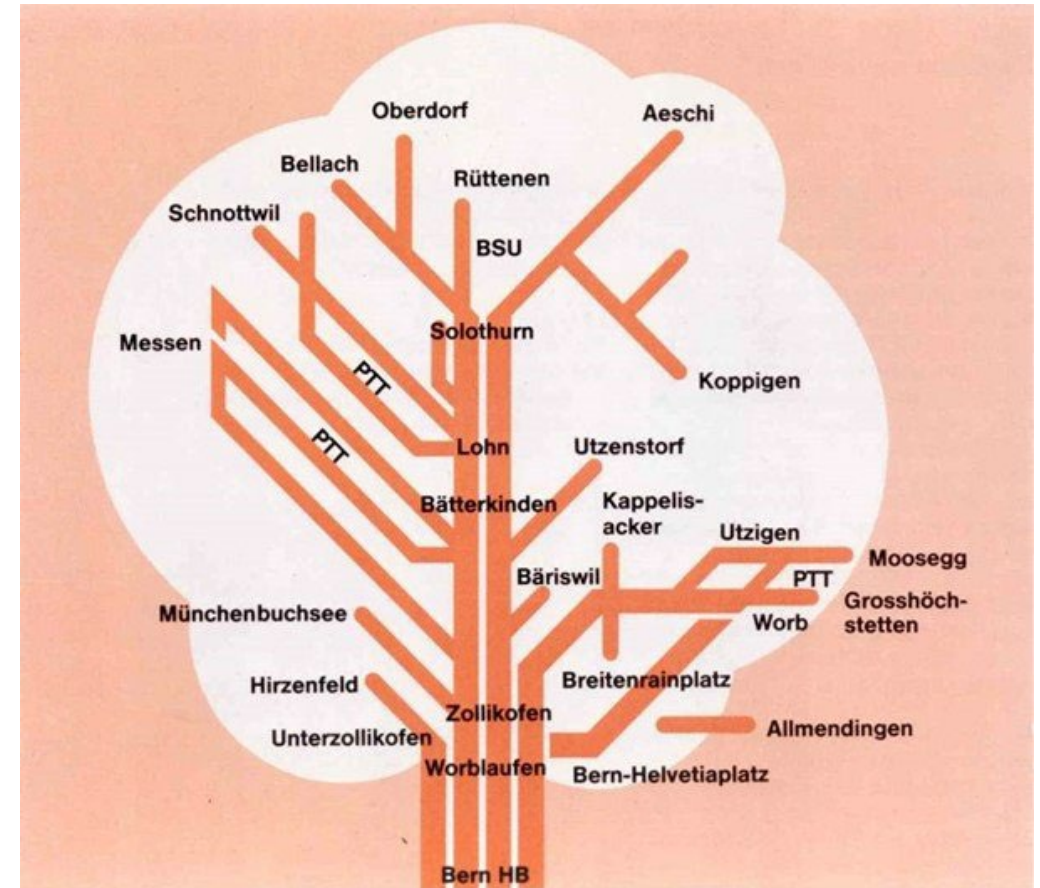 Oberdorf
Aeschi
Bellach
Rüttenen
Schnottwil
BSU
Solothurn
Messen
PTT
Koppigen
PTT
Lohn
Utzenstorf
Bätterkinden
Kappelis-
acker
Utzigen
Moosegg
Bäriswil
PTT
Grosshöch-
stetten
Münchenbuchsee
Worb
Breitenrainplatz
Hirzenfeld
Zollikofen
Allmendingen
Unterzollikofen
Worblaufen
Bern-Helvetiaplatz
Bern HB